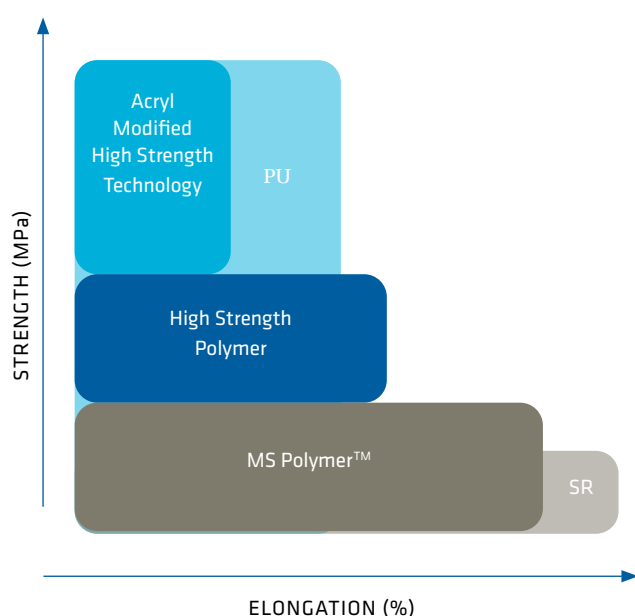 Acryl
Modified
High Strength
Technology
PU
High Strength
Polymer
MS Polymer™
SR
STRENGTH (MPa)
ELONGATION (%)